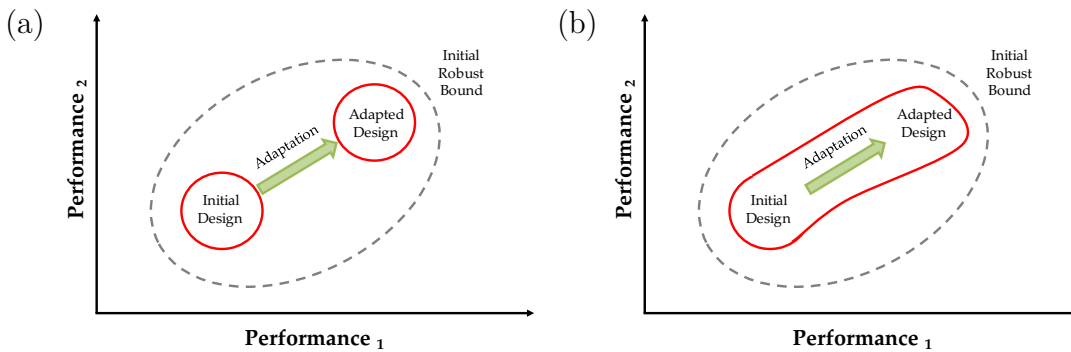 (a)
Performance 2
Initial
Robust
Bound
Adapted
Design
Adaptation
Initial
Design
Performance 1
(b)
Performance 2
Initial
Robust
Bound
Adapted
Design
Adaptation
Initial
Design
Performance 1